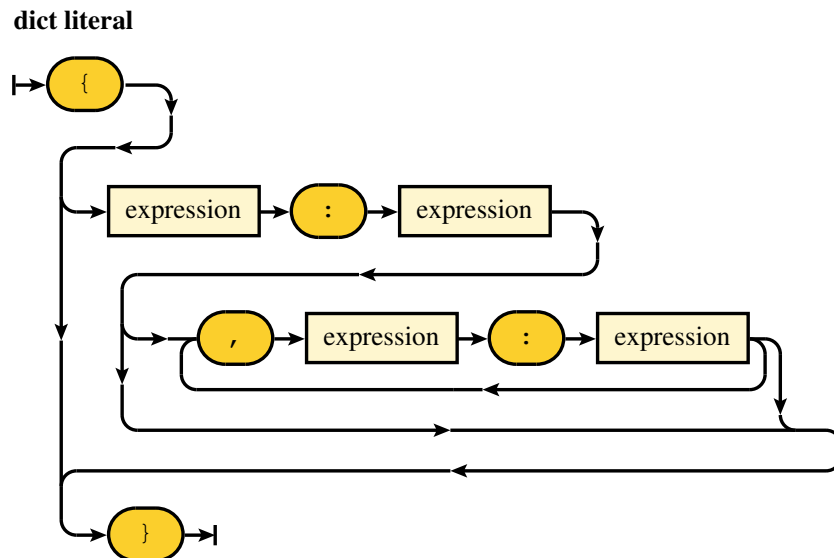 dict literal
{
expression : expression
, expression : expression
}